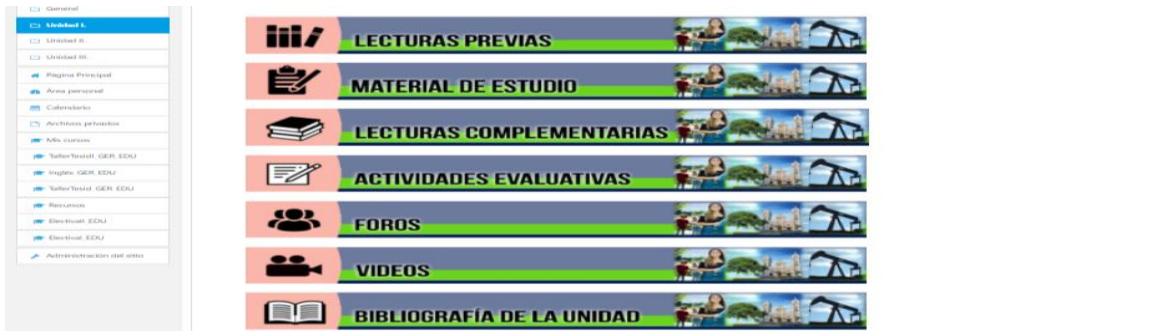 General
Unidad I.
Unidad II.
Unidad III.
Página Principal
Área personal
Calendario
Archivos privados
Mis cursos
TallerTesisII. GER. EDU
Inglés. GER. EDU
TallerTesisI. GER. EDU
Recursos
ElectivaII. EDU
ElectivaI. EDU
Administración del sitio
LECTURAS PREVIAS
MATERIAL DE ESTUDIO
LECTURAS COMPLEMENTARIAS
ACTIVIDADES EVALUATIVAS
FOROS
VIDEOS
BIBLIOGRAFÍA DE LA UNIDAD